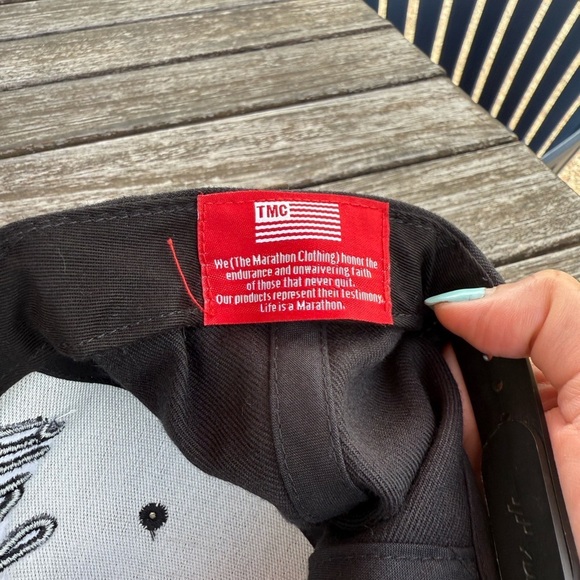 TMC
We (The Marathon Clothing) honor the
endurance and unwaivering faith
of those that never quit.
Our products represent their testimony.
Life is a Marathon.